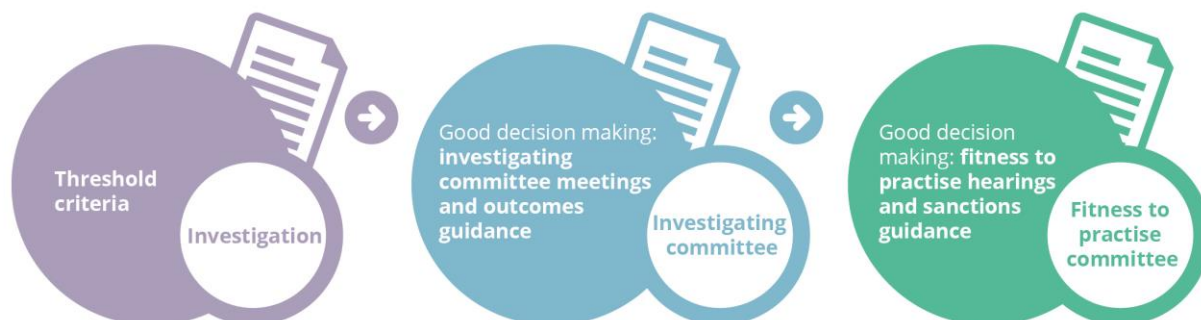 Threshold
criteria
Investigation
Good decision making:
investigating
committee meetings
and outcomes
guidance
Investigating
committee
Good decision
making: fitness to
practise hearings
and sanctions
guidance
Fitness to
practise
committee